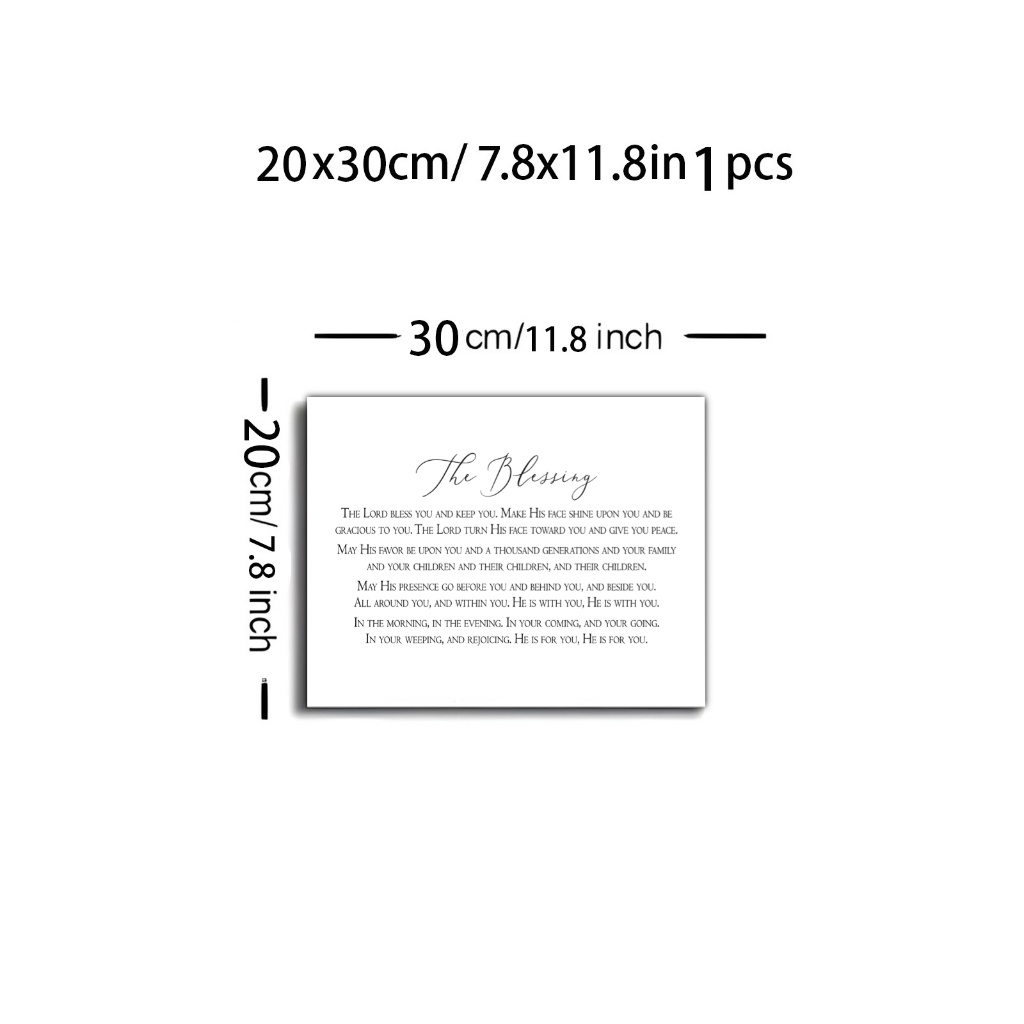 20x30cm/ 7.8x11.8in 1 pcs
30 cm/11.8 inch
20cm/ 7.8 inch
The Blessing
The Lord bless you and keep you. Make His face shine upon you and be
gracious to you. The Lord turn His face toward you and give you peace.
May His favor be upon you and a thousand generations and your family
and your children and their children, and their children.
May His presence go before you and behind you, and beside you.
All around you, and within you. He is with you, He is with you.
In the morning, in the evening. In your coming, and your going.
In your weeping, and rejoicing. He is for you, He is for you.